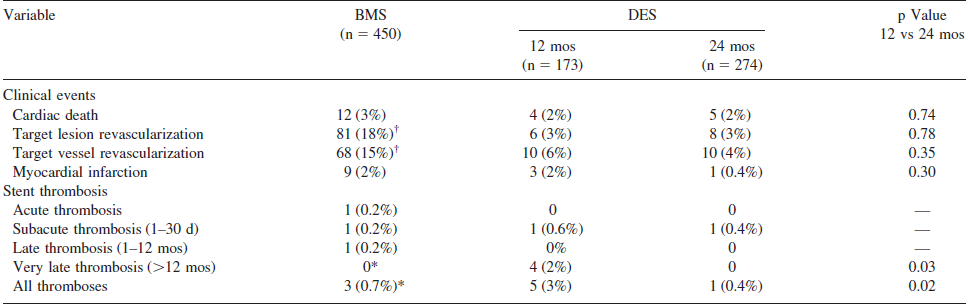 Variable BMS DES p Value
(n = 450) 12 vs 24 mos
12 mos 24 mos
(n = 173) (n = 274)
Clinical events
Cardiac death 12 (3%) 4 (2%) 5 (2%) 0.74
Target lesion revascularization 81 (18%)† 6 (3%) 8 (3%) 0.78
Target vessel revascularization 68 (15%)† 10 (6%) 10 (4%) 0.35
Myocardial infarction 9 (2%) 3 (2%) 1 (0.4%) 0.30
Stent thrombosis
Acute thrombosis 1 (0.2%) 0 0 —
Subacute thrombosis (1–30 d) 1 (0.2%) 1 (0.6%) 1 (0.4%) —
Late thrombosis (1–12 mos) 1 (0.2%) 0% 0 —
Very late thrombosis (>12 mos) 0* 4 (2%) 0 0.03
All thromboses 3 (0.7%)* 5 (3%) 1 (0.4%) 0.02